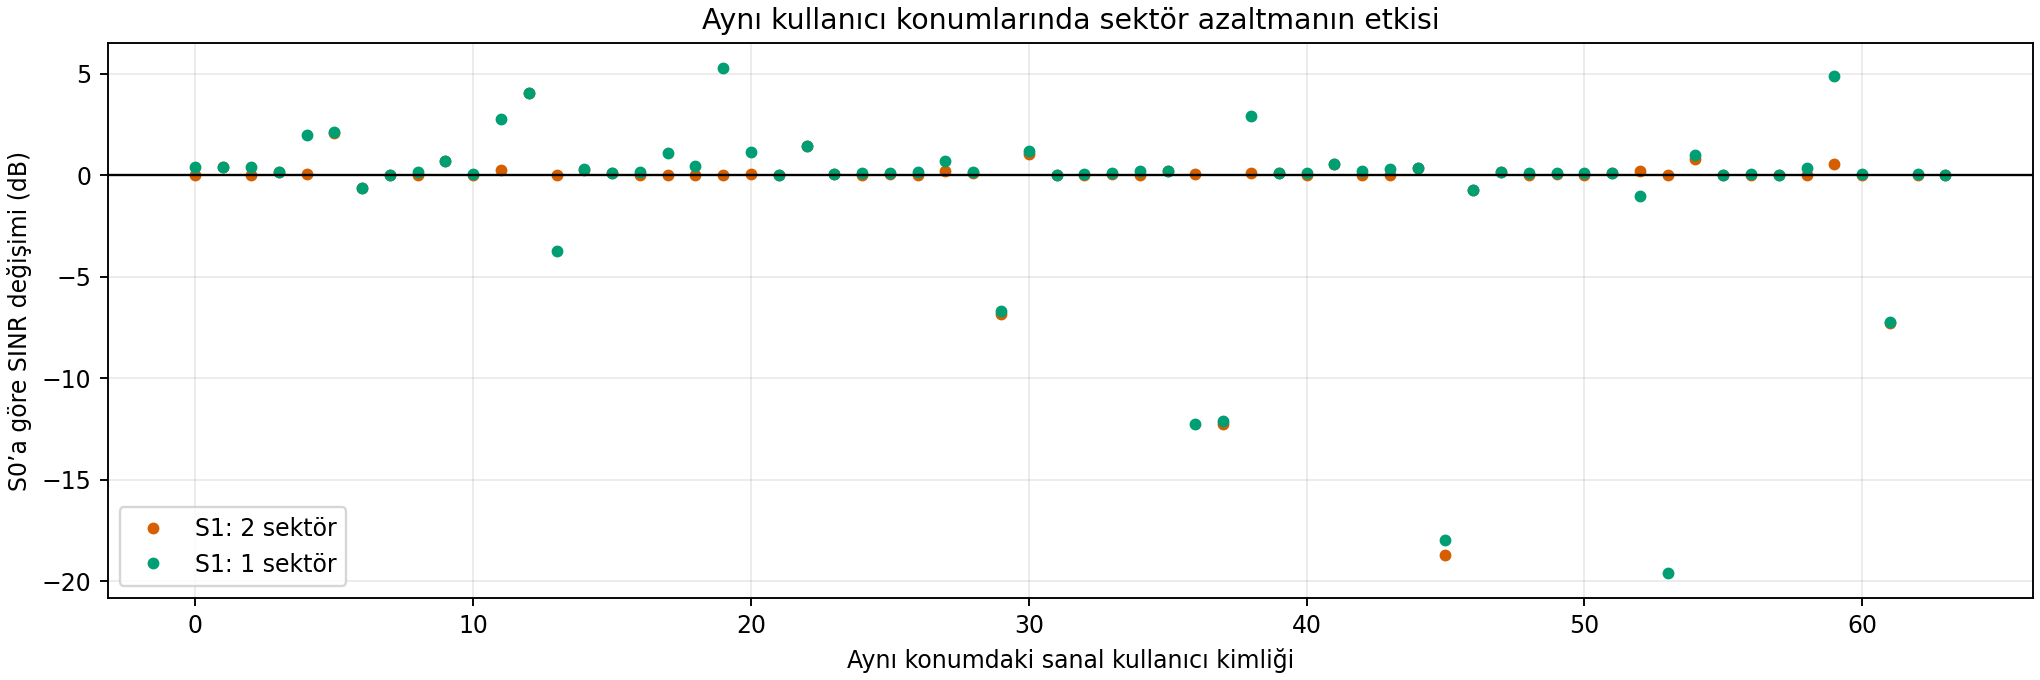 Aynı kullanıcı konumlarında sektör azaltmanın etkisi
S0’a göre SINR değişimi (dB)
5
0
−5
−10
−15
−20
S1: 2 sektör
S1: 1 sektör
0 10 20 30 40 50 60
Aynı konumdaki sanal kullanıcı kimliği